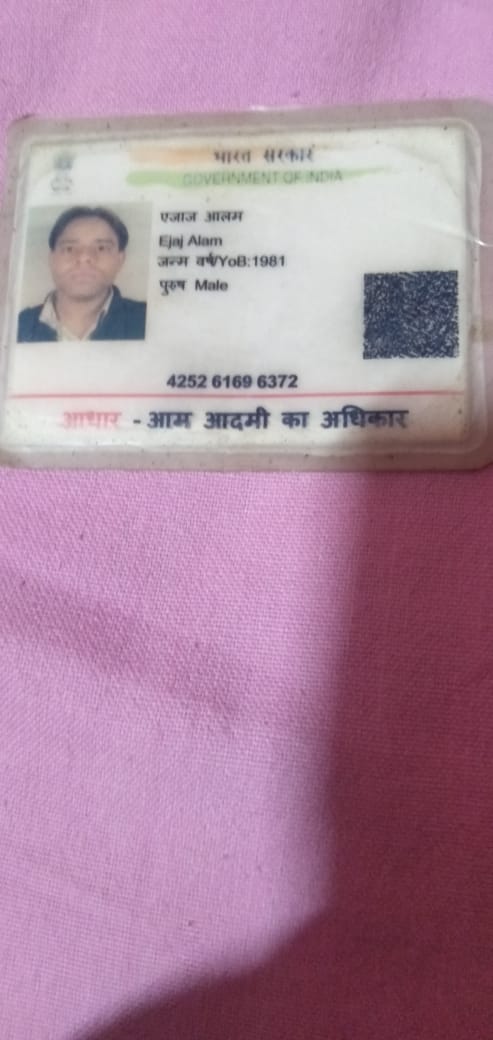 भारत सरकार
GOVERNMENT OF INDIA
एजाज आलम
Ejaj Alam
जन्म वर्ष/YoB:1981
पुरुष Male
4252 6169 6372
आधार - आम आदमी का अधिकार